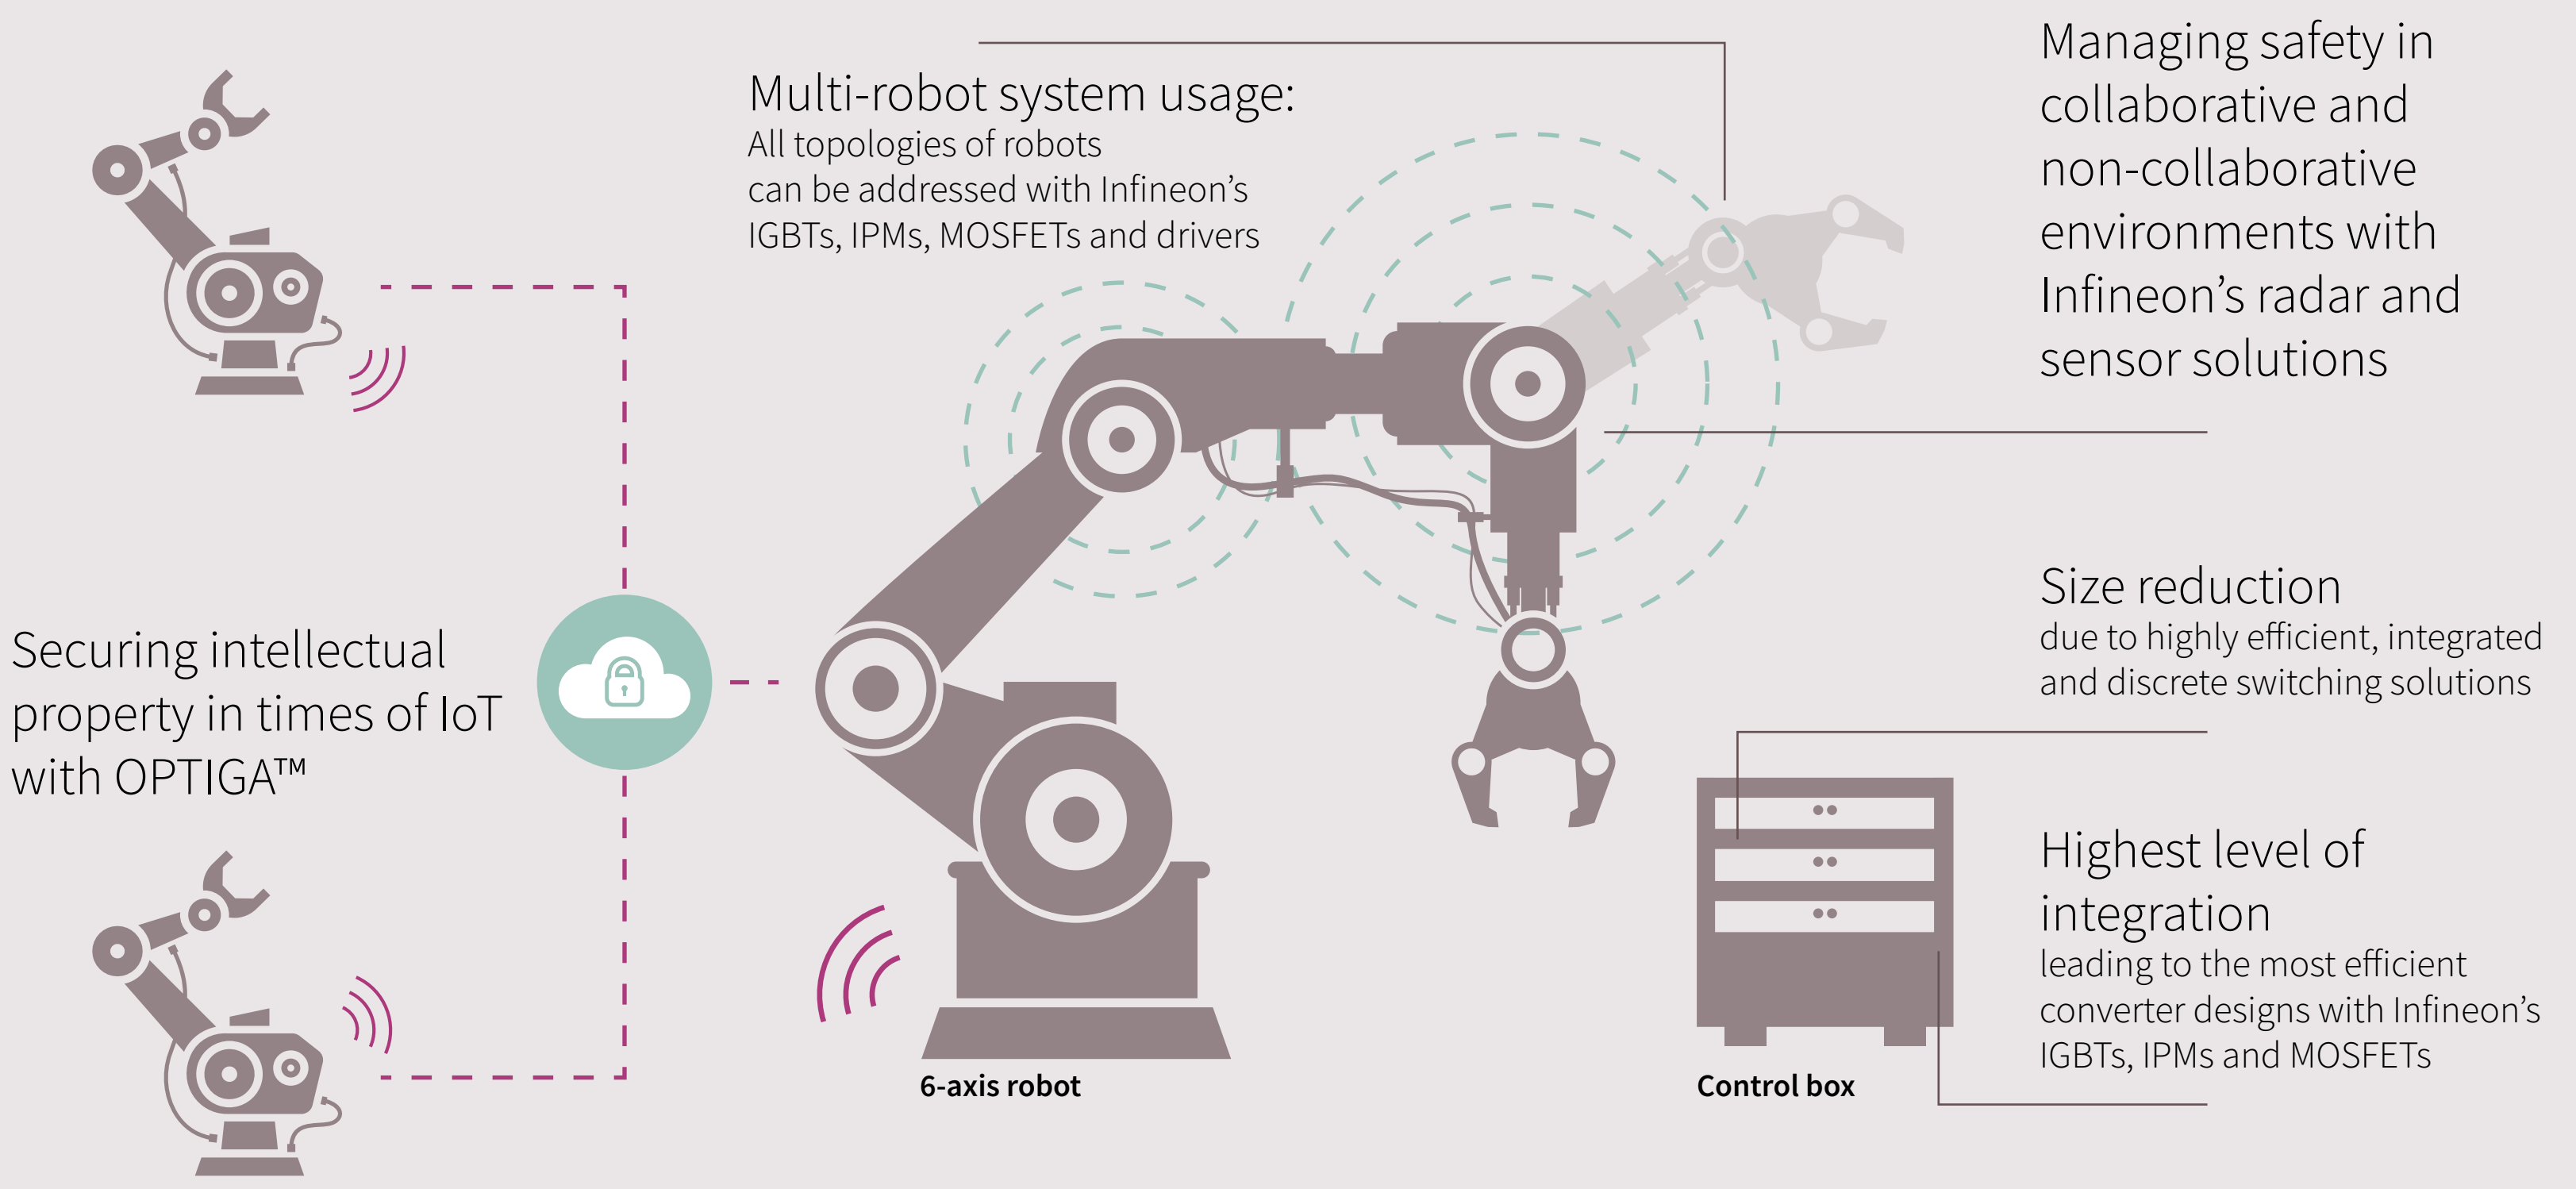 Multi-robot system usage:
All topologies of robots
can be addressed with Infineon’s
IGBTs, IPMs, MOSFETs and drivers
Managing safety in
collaborative and
non-collaborative
environments with
Infineon’s radar and
sensor solutions
Securing intellectual
property in times of IoT
with OPTIGA™
Size reduction
due to highly efficient, integrated
and discrete switching solutions
Highest level of
integration
leading to the most efficient
converter designs with Infineon’s
IGBTs, IPMs and MOSFETs
6-axis robot
Control box